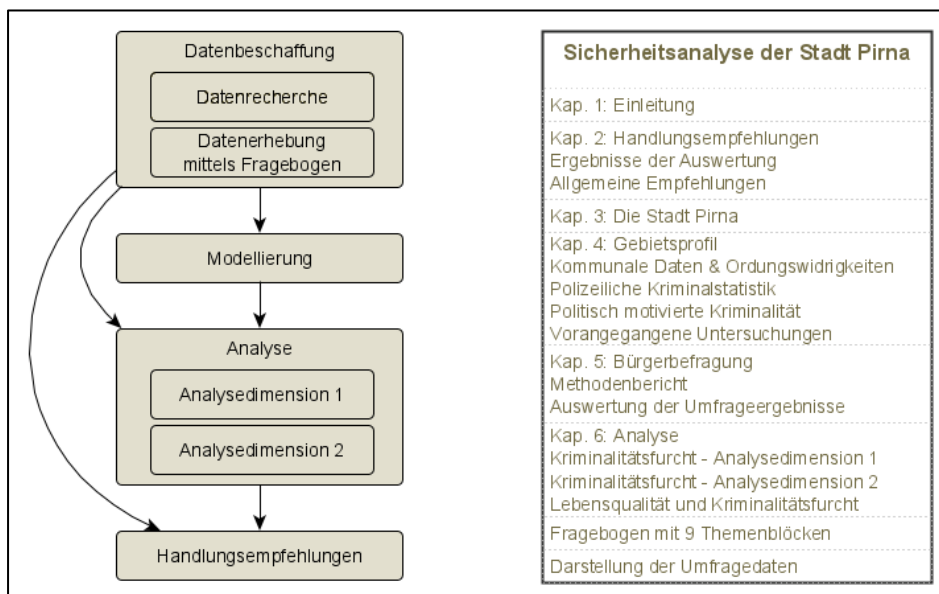 Datenbeschaffung
Datenrecherche
Datenerhebung
mittels Fragebogen
Modellierung
Analyse
Analysedimension 1
Analysedimension 2
Handlungsempfehlungen
Sicherheitsanalyse der Stadt Pirna
Kap. 1: Einleitung
Kap. 2: Handlungsempfehlungen
Ergebnisse der Auswertung
Allgemeine Empfehlungen
Kap. 3: Die Stadt Pirna
Kap. 4: Gebietsprofil
Kommunale Daten & Ordungswidrigkeiten
Polizeiliche Kriminalstatistik
Politisch motivierte Kriminalität
Vorangegangene Untersuchungen
Kap. 5: Bürgerbefragung
Methodenbericht
Auswertung der Umfrageergebnisse
Kap. 6: Analyse
Kriminalitätsfurcht - Analysedimension 1
Kriminalitätsfurcht - Analysedimension 2
Lebensqualität und Kriminalitätsfurcht
Fragebogen mit 9 Themenblöcken
Darstellung der Umfragedaten